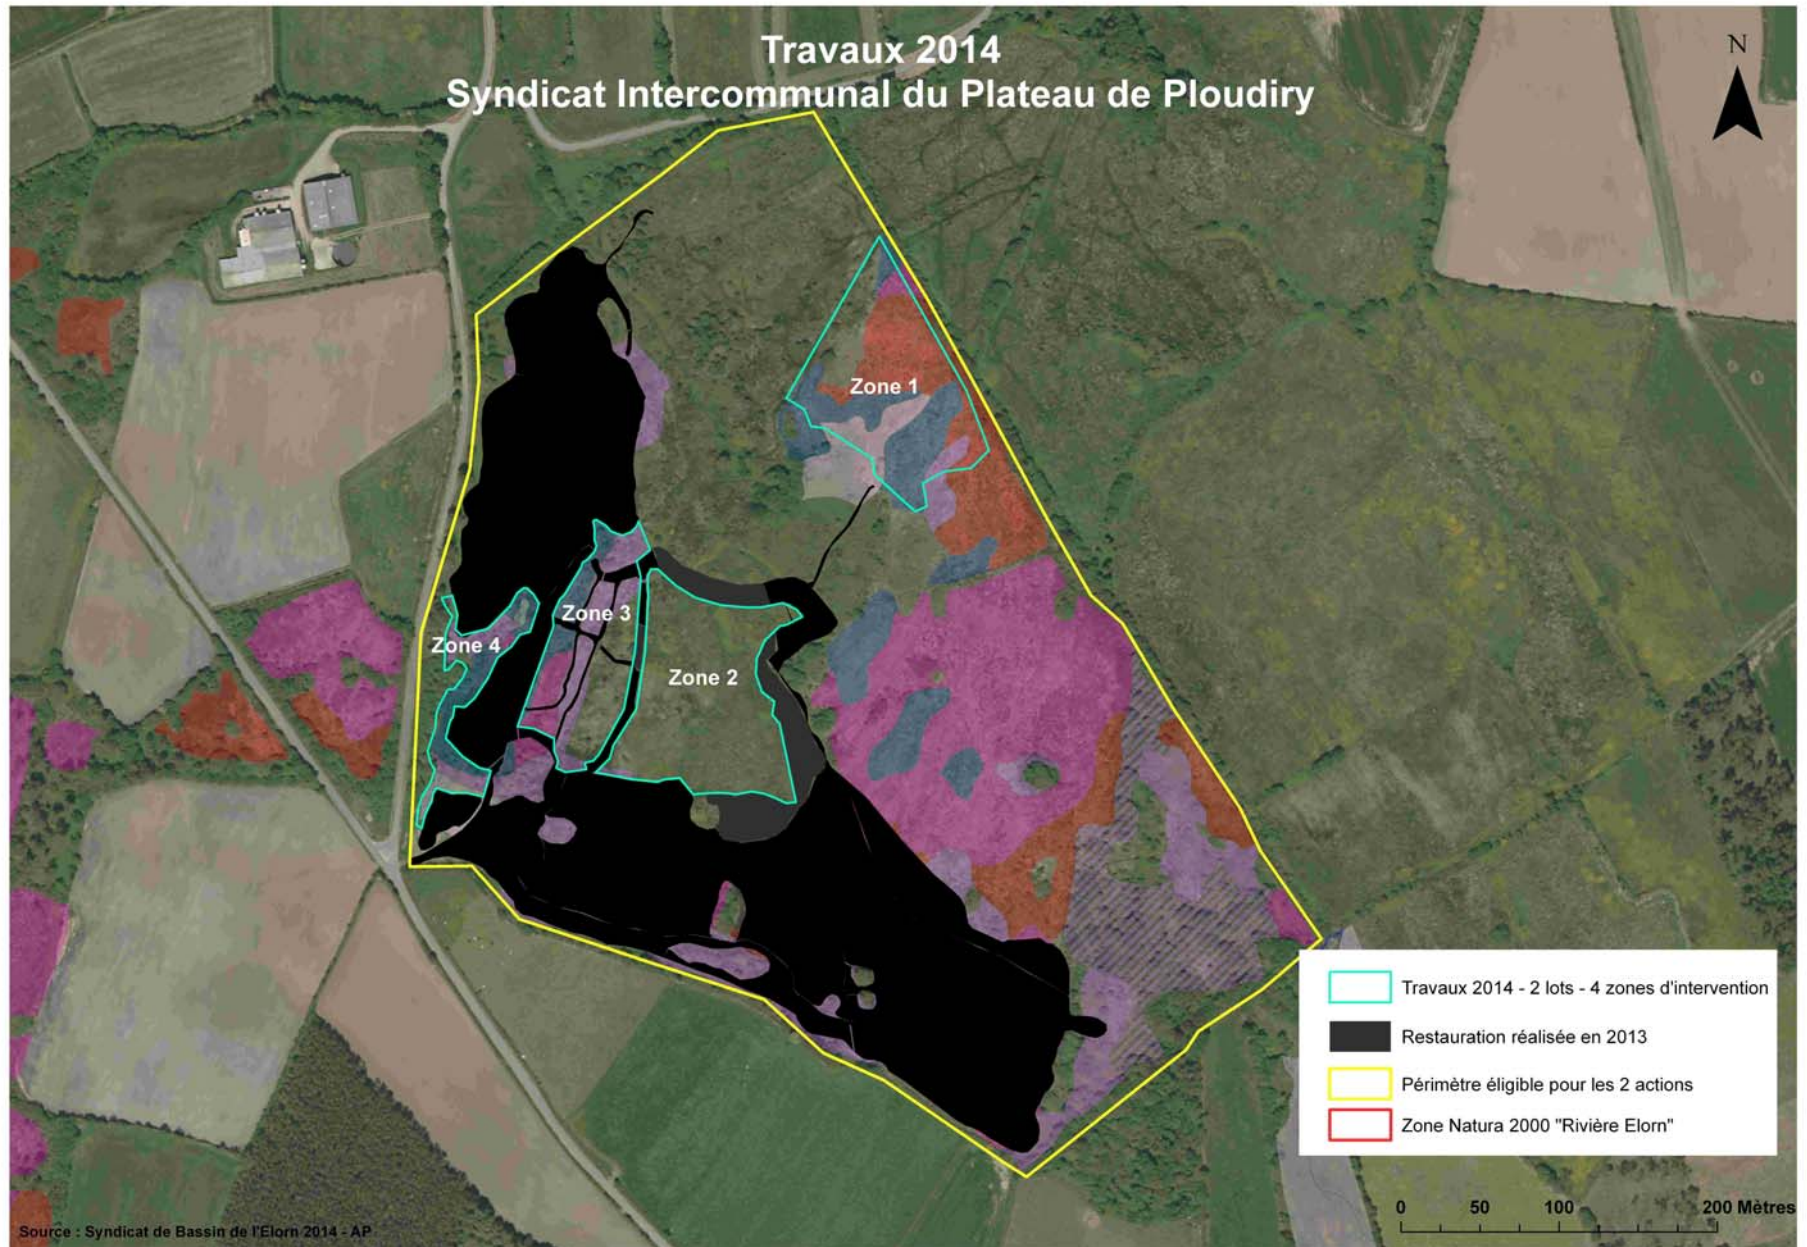 Travaux 2014
Syndicat Intercommunal du Plateau de Ploudiry
N
Zone 1
Zone 3
Zone 4
Zone 2
Travaux 2014 - 2 lots - 4 zones d'intervention
Restauration réalisée en 2013
Périmètre éligible pour les 2 actions
Zone Natura 2000 "Rivière Elorn"
0 50 100 200 Mètres
Source : Syndicat de Bassin de l'Elorn 2014 - AP